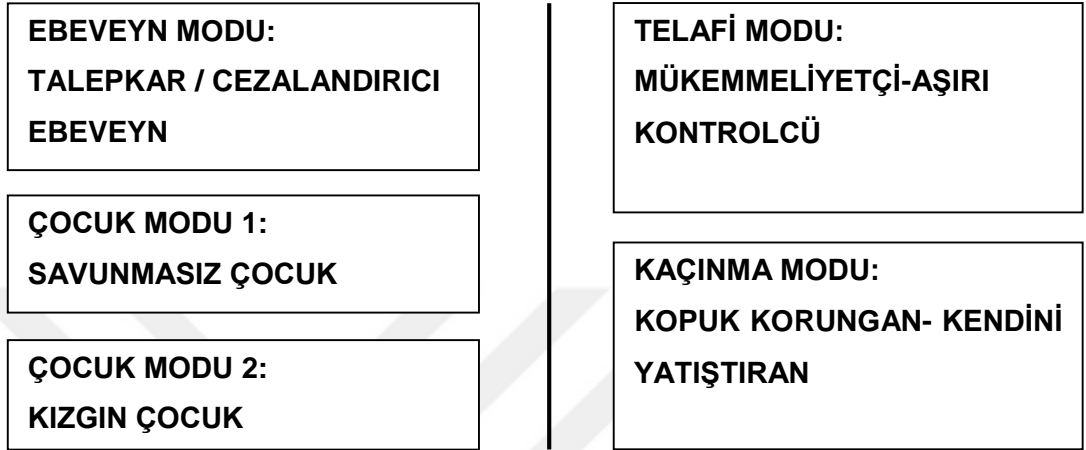 EBEVEYN MODU:
TALEPKAR / CEZALANDIRICI
EBEVEYN
ÇOCUK MODU 1:
SAVUNMASIZ ÇOCUK
ÇOCUK MODU 2:
KIZGIN ÇOCUK
TELAFİ MODU:
MÜKEMMELİYETÇİ-AŞIRI
KONTROLCÜ
KAÇINMA MODU:
KOPUK KORUNGAN- KENDİNİ
YATIŞTIRAN